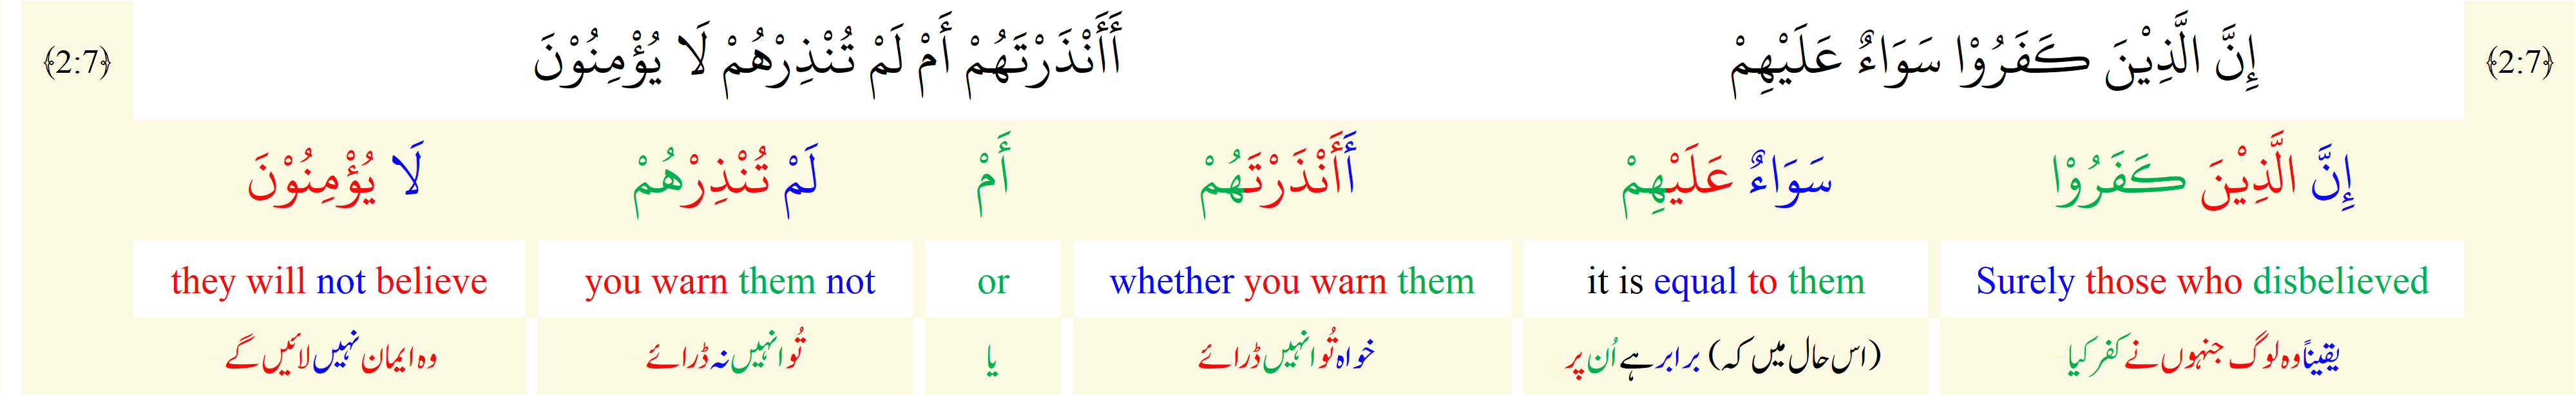 ﴿2:7﴾ إِنَّ الَّذِيْنَ كَفَرُوْا سَوَاءٌ عَلَيْهِمْ أَأَنْذَرْتَهُمْ أَمْ لَمْ تُنْذِرْهُمْ لَا يُؤْمِنُوْنَ ﴿2:7﴾
إِنَّ الَّذِيْنَ كَفَرُوْا سَوَاءٌ عَلَيْهِمْ أَأَنْذَرْتَهُمْ أَمْ لَمْ تُنْذِرْهُمْ لَا يُؤْمِنُوْنَ
Surely those who disbelieved it is equal to them whether you warn them or you warn them not they will not believe
یقیناً وہ لوگ جنہوں نے کفر کیا (اس حال میں کہ) برابر ہے اُن پر خواہ تُو انہیں ڈرائے یا تُو انہیں نہ ڈرائے وہ ایمان نہیں لائیں گے